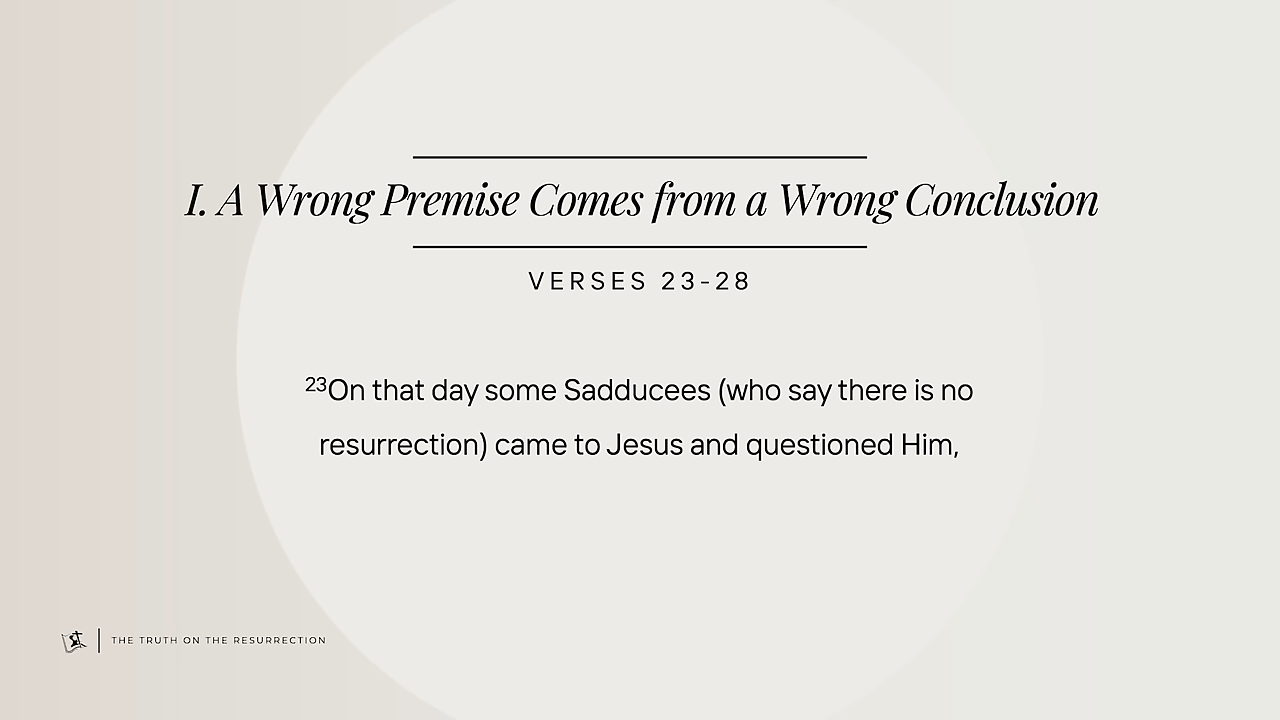 I. A Wrong Premise Comes from a Wrong Conclusion
VERSES 23-28
23On that day some Sadducees (who say there is no
resurrection) came to Jesus and questioned Him,
THE TRUTH ON THE RESURRECTION